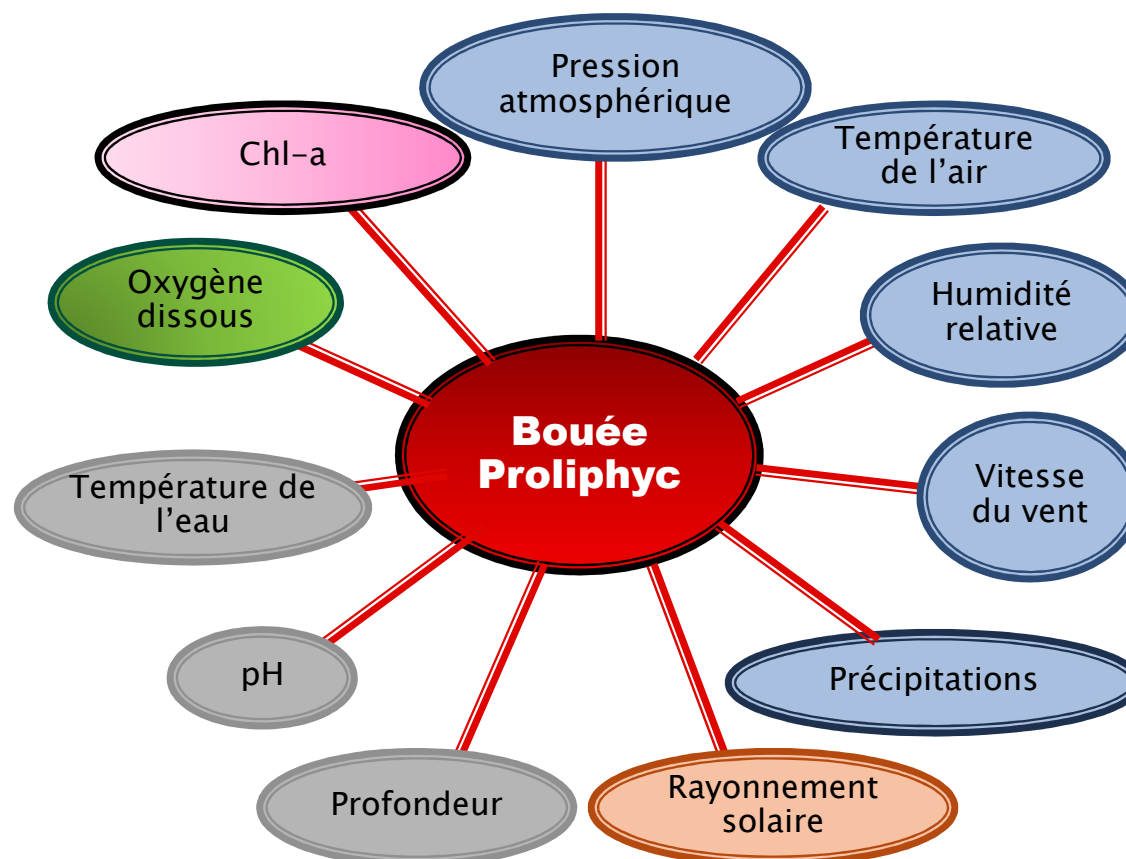 Pression
atmosphérique
Chl-a
Température
de l'air
Oxygène
dissous
Humidité
relative
Bouée
Proliphyc
Température de
l'eau
Vitesse
du vent
pH
Précipitations
Profondeur
Rayonnement
solaire